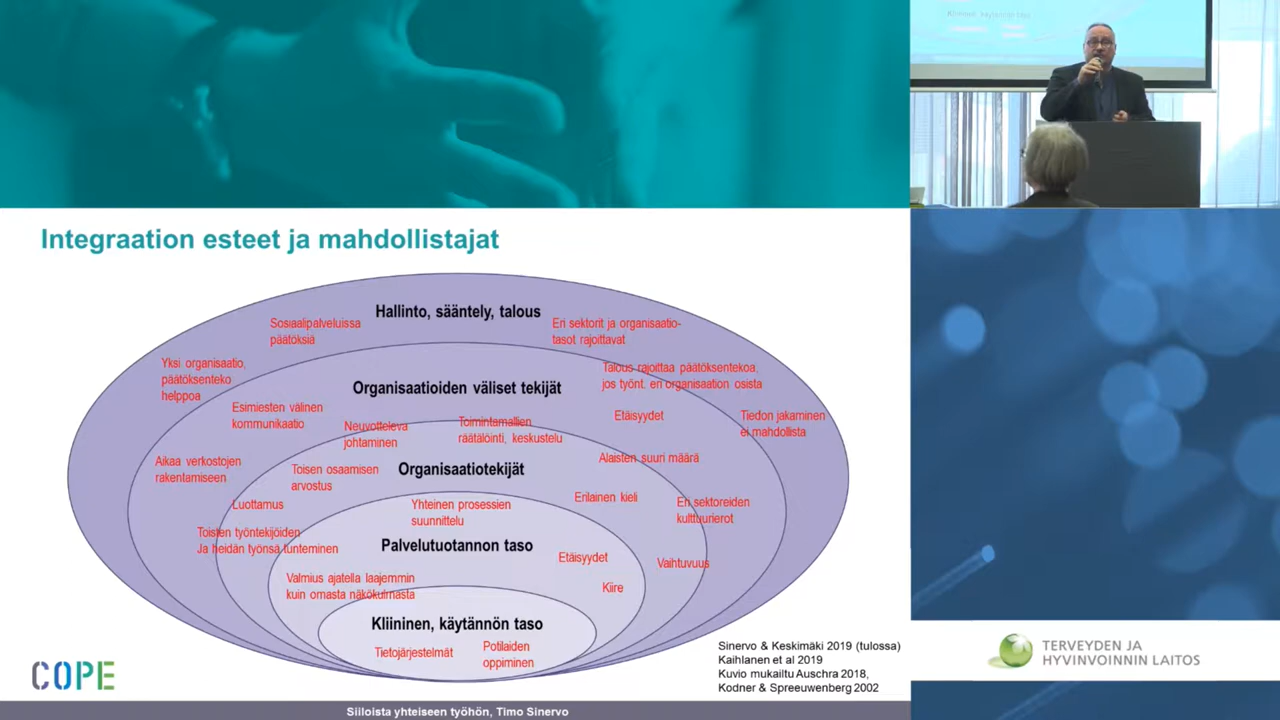 Kliininen, käytännön taso
Integraation esteet ja mahdollistajat
Hallinto, sääntely, talous
Sosiaalipalveluissa
päätöksiä
Eri sektorit ja organisaatio-
tasot rajoittavat
Yksi organisaatio,
päätöksenteko
helppoa
Talous rajoittaa päätöksentekoa,
jos työnt. eri organisaation osista
Organisaatioiden väliset tekijät
Esimiesten välinen
kommunikaatio
Neuvotteleva
johtaminen
Toimintamallien
räätälöinti, keskustelu
Etäisyydet
Tiedon jakaminen
ei mahdollista
Aikaa verkostojen
rakentamiseen
Toisen osaamisen
arvostus
Organisaatiotekijät
Alaisten suuri määrä
Luottamus
Yhteinen prosessien
suunnittelu
Erilainen kieli
Eri sektoreiden
kulttuurierot
Toisten työntekijöiden
Ja heidän työnsä tunteminen
Palvelutuotannon taso
Etäisyydet
Vaihtuvuus
Valmius ajatella laajemmin
kuin omasta näkökulmasta
Kiire
Kliininen, käytännön taso
Tietojärjestelmät
Potilaiden
oppiminen
Sinervo & Keskimäki 2019 (tulossa)
Kaihlanen et al 2019
Kuvio mukailtu Auschra 2018,
Kodner & Spreeuwenberg 2002
COPE
TERVEYDEN JA
HYVINVOINNIN LAITOS
Siiloista yhteiseen työhön, Timo Sinervo